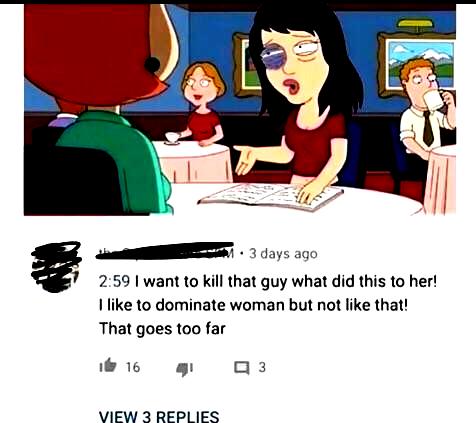 • 3 days ago
2:59 I want to kill that guy what did this to her!
I like to dominate woman but not like that!
That goes too far
16
3
VIEW 3 REPLIES